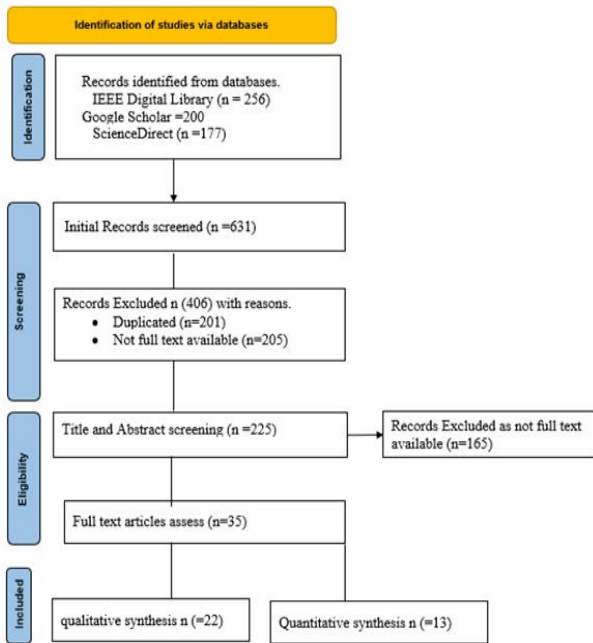 Identification of studies via databases
Identification
Records identified from databases.
IEEE Digital Library (n = 256)
Google Scholar =200
ScienceDirect (n =177)
Screening
Initial Records screened (n =631)
Records Excluded n (406) with reasons.
• Duplicated (n=201)
• Not full text available (n=205)
Eligibility
Title and Abstract screening (n =225)
Records Excluded as not full text
available (n=165)
Full text articles assess (n=35)
Included
qualitative synthesis n (=22)
Quantitative synthesis n (=13)